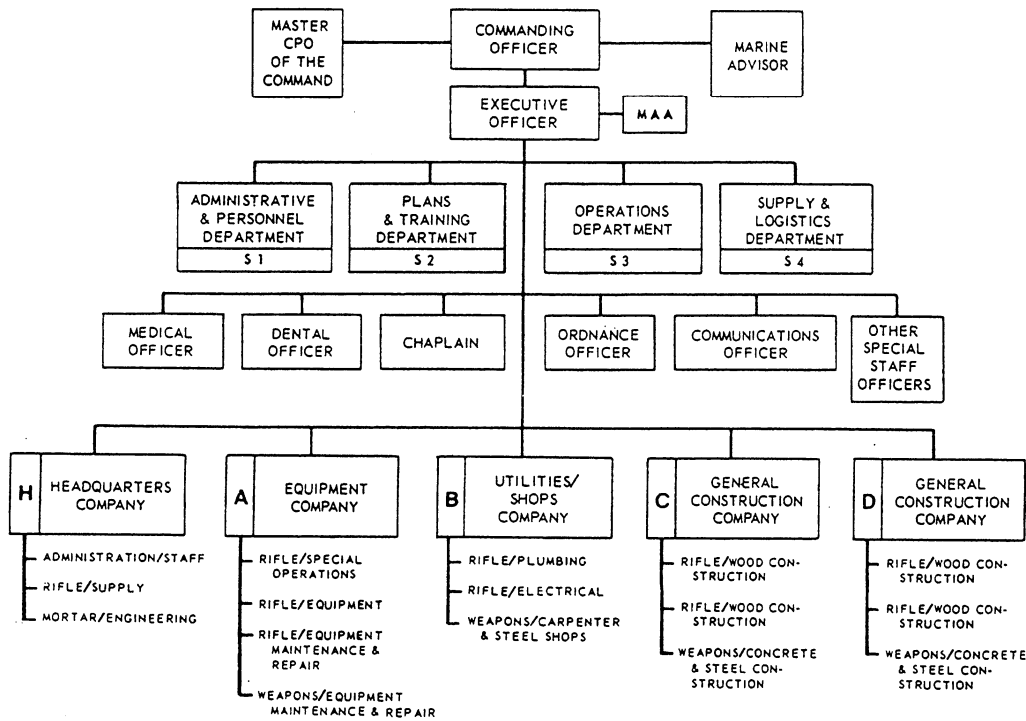 MASTER
CPO
OF THE
COMMAND
COMMANDING
OFFICER
MARINE
ADVISOR
EXECUTIVE
OFFICER
MAA
ADMINISTRATIVE
& PERSONNEL
DEPARTMENT
S 1
PLANS
& TRAINING
DEPARTMENT
S 2
OPERATIONS
DEPARTMENT
S 3
SUPPLY &
LOGISTICS
DEPARTMENT
S 4
MEDICAL
OFFICER
DENTAL
OFFICER
CHAPLAIN
ORDNANCE
OFFICER
COMMUNICATIONS
OFFICER
OTHER
SPECIAL
STAFF
OFFICERS
H
HEADQUARTERS
COMPANY
ADMINISTRATION/STAFF
RIFLE/SUPPLY
MORTAR/ENGINEERING
A
EQUIPMENT
COMPANY
RIFLE/SPECIAL
OPERATIONS
RIFLE/EQUIPMENT
RIFLE/EQUIPMENT
MAINTENANCE &
REPAIR
WEAPONS/EQUIPMENT
MAINTENANCE & REPAIR
B
UTILITIES/
SHOPS
COMPANY
RIFLE/PLUMBING
RIFLE/ELECTRICAL
WEAPONS/CARPENTER
& STEEL SHOPS
C
GENERAL
CONSTRUCTION
COMPANY
RIFLE/WOOD CON-
STRUCTION
RIFLE/WOOD CON-
STRUCTION
WEAPONS/CONCRETE
& STEEL CON-
STRUCTION
D
GENERAL
CONSTRUCTION
COMPANY
RIFLE/WOOD CON-
STRUCTION
RIFLE/WOOD CON-
STRUCTION
WEAPONS/CONCRETE
& STEEL CON-
STRUCTION